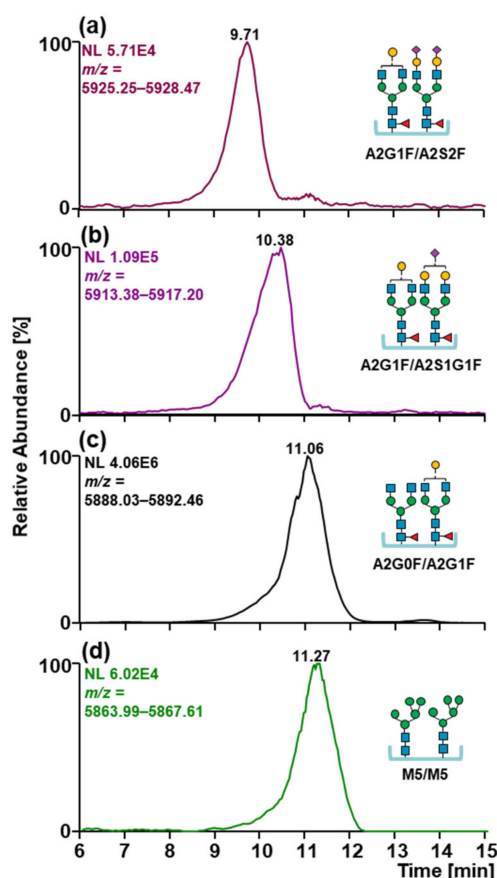 (a)
9.71
100
NL 5.71E4
m/z =
5925.25–5928.47
A2G1F/A2S2F
0
(b)
10.38
100
NL 1.09E5
m/z =
5913.38–5917.20
A2G1F/A2S1G1F
0
Relative Abundance [%]
(c)
11.06
100
NL 4.06E6
m/z =
5888.03–5892.46
A2G0F/A2G1F
0
(d)
11.27
100
NL 6.02E4
m/z =
5863.99–5867.61
M5/M5
0
6 7 8 9 10 11 12 13 14 15
Time [min]